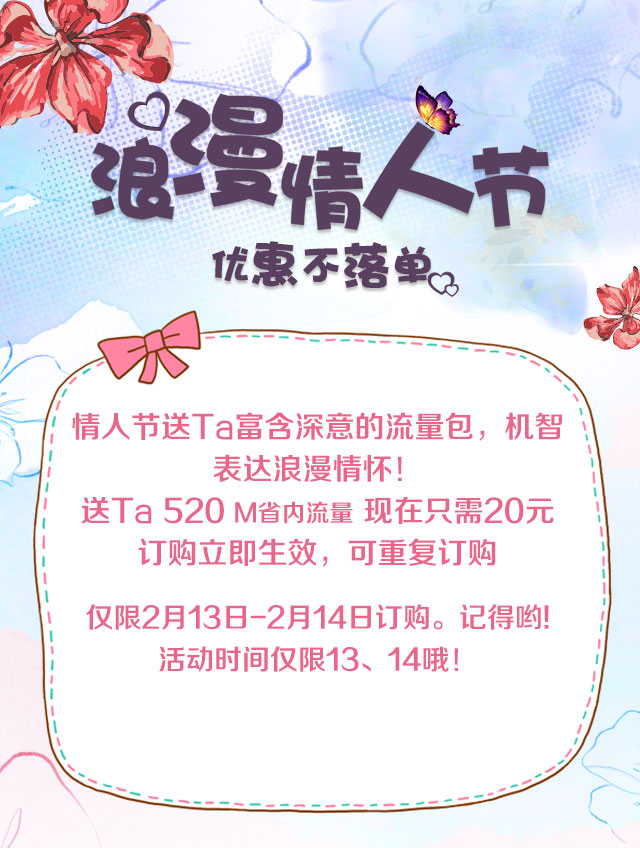 浪漫情人节
优惠不落单
情人节送Ta富含深意的流量包，机智
表达浪漫情怀！
送Ta 520 M省内流量 现在只需20元
订购立即生效，可重复订购
仅限2月13日-2月14日订购。记得哟!
活动时间仅限13、14哦！